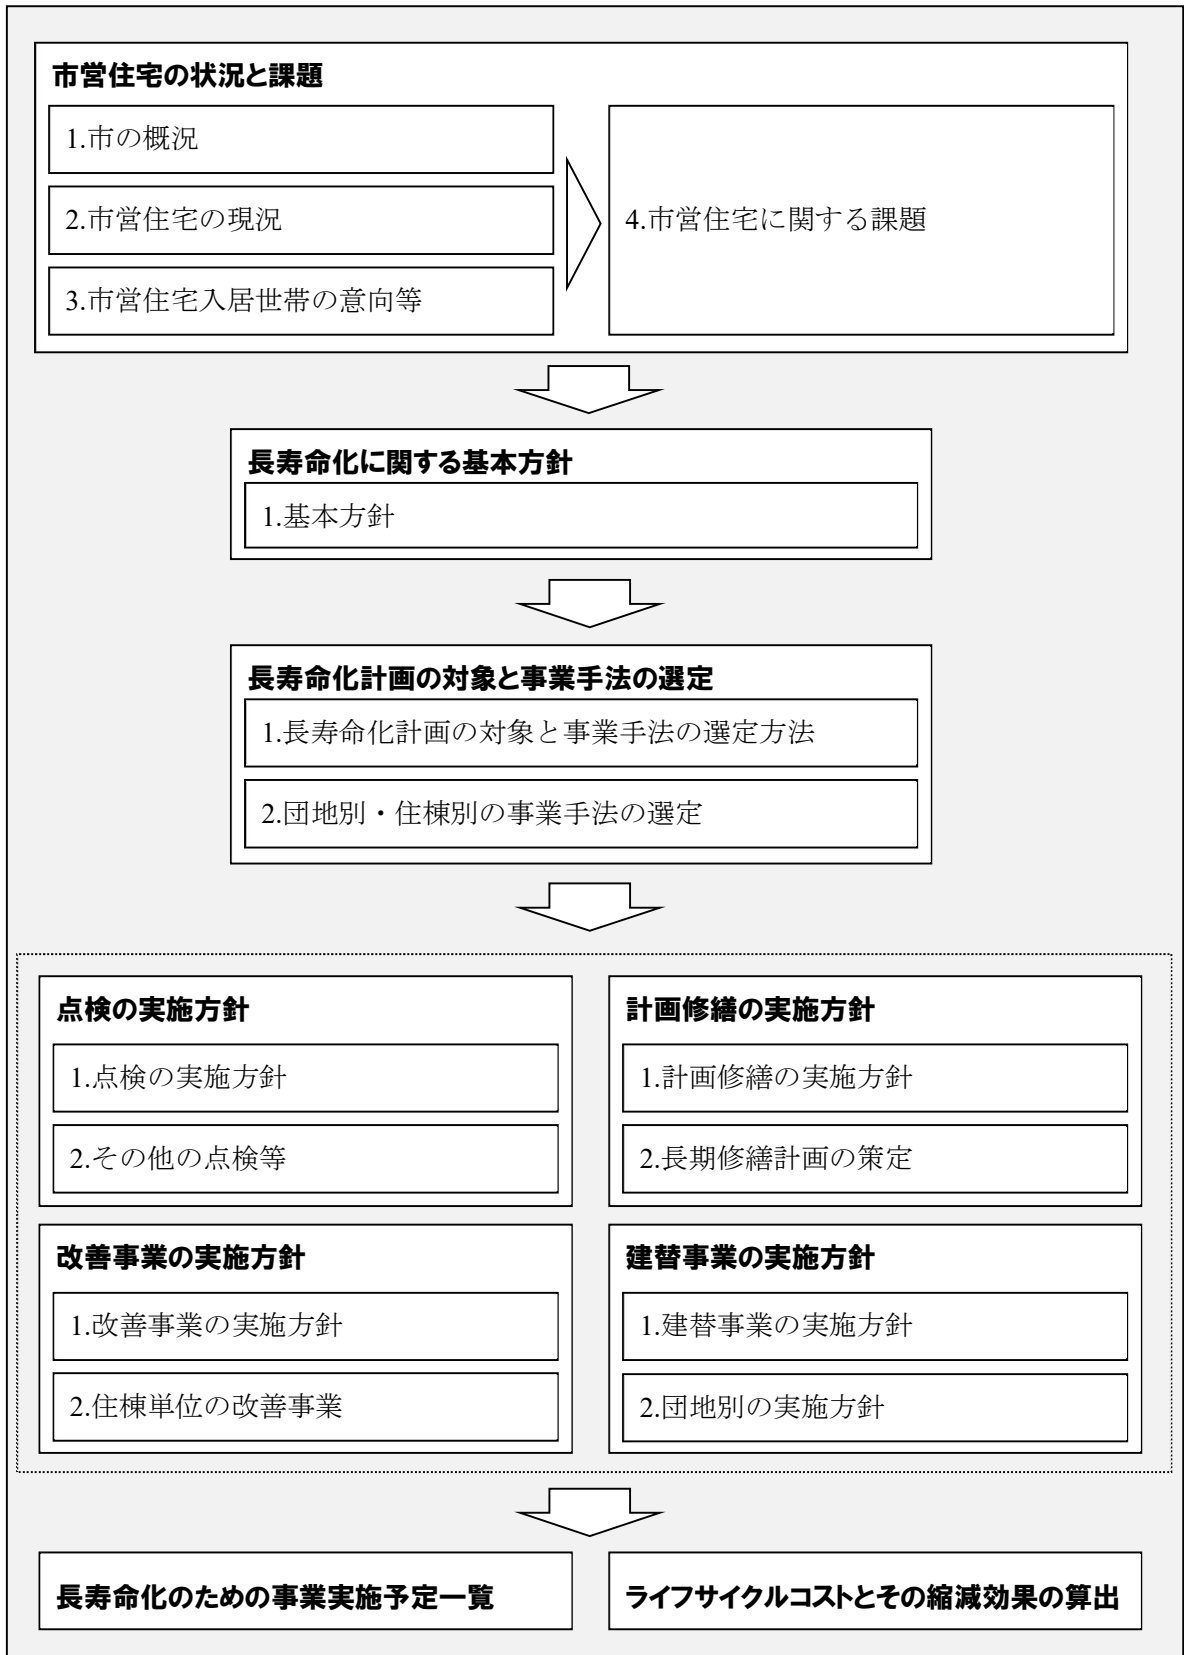 市営住宅の状況と課題
1.市の概況
2.市営住宅の現況
3.市営住宅入居世帯の意向等
4.市営住宅に関する課題
長寿命化に関する基本方針
1.基本方針
長寿命化計画の対象と事業手法の選定
1.長寿命化計画の対象と事業手法の選定方法
2.団地別・住棟別の事業手法の選定
点検の実施方針
1.点検の実施方針
2.その他の点検等
計画修繕の実施方針
1.計画修繕の実施方針
2.長期修繕計画の策定
改善事業の実施方針
1.改善事業の実施方針
2.住棟単位の改善事業
建替事業の実施方針
1.建替事業の実施方針
2.団地別の実施方針
長寿命化のための事業実施予定一覧
ライフサイクルコストとその縮減効果の算出